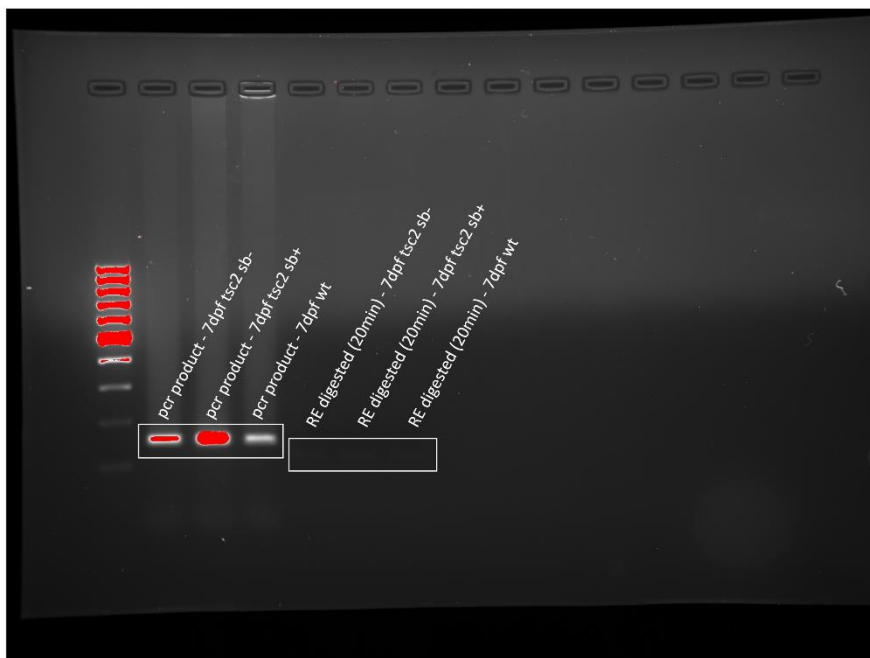 pcr product - 7dpf tsc2 sb-
pcr product - 7dpf tsc2 sb+
pcr product - 7dpf wt
RE digested (20min) - 7dpf tsc2 sb-
RE digested (20min) - 7dpf tsc2 sb+
RE digested (20min) - 7dpf wt